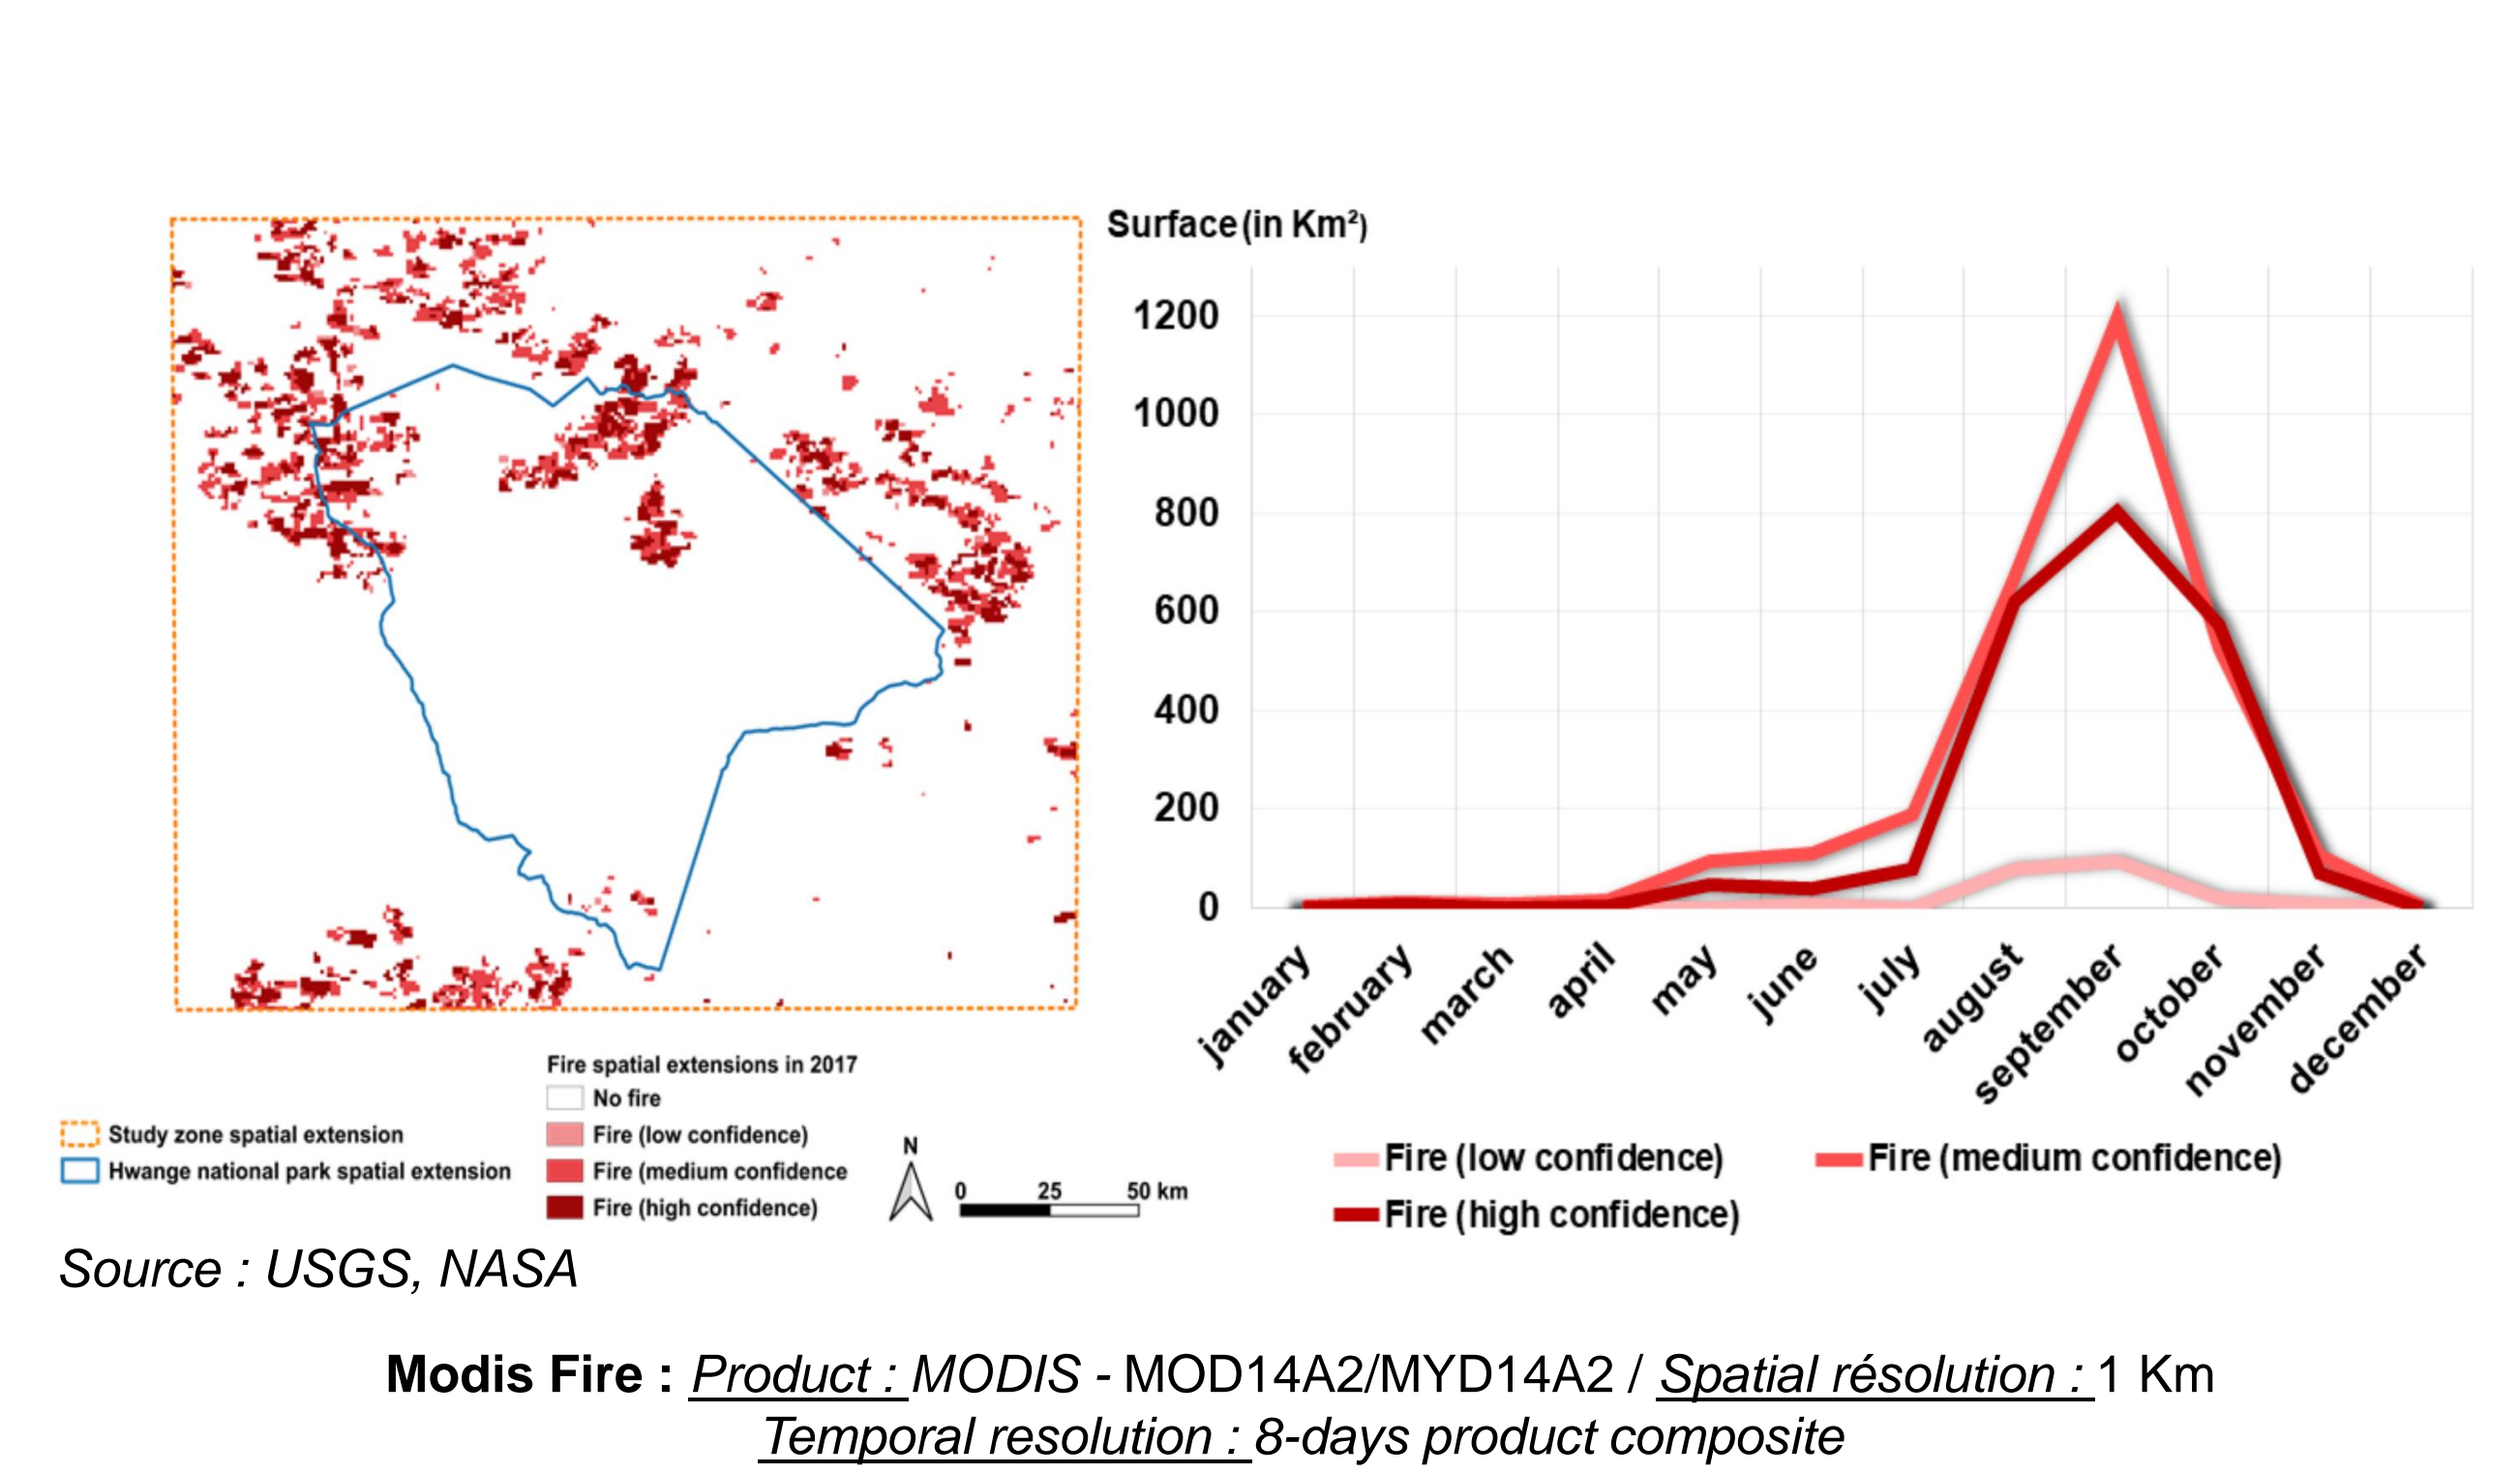 Surface (in Km²)
1200
1000
800
600
400
200
0
january
february
march
april
may
june
july
august
september
october
november
december
Fire spatial extensions in 2017
No fire
Study zone spatial extension
Fire (low confidence)
Hwange national park spatial extension
Fire (medium confidence
Fire (high confidence)
N
0 25 50 km
Fire (low confidence) Fire (medium confidence)
Fire (high confidence)
Source : USGS, NASA
Modis Fire : Product : MODIS - MOD14A2/MYD14A2 / Spatial résolution : 1 Km
Temporal resolution : 8-days product composite